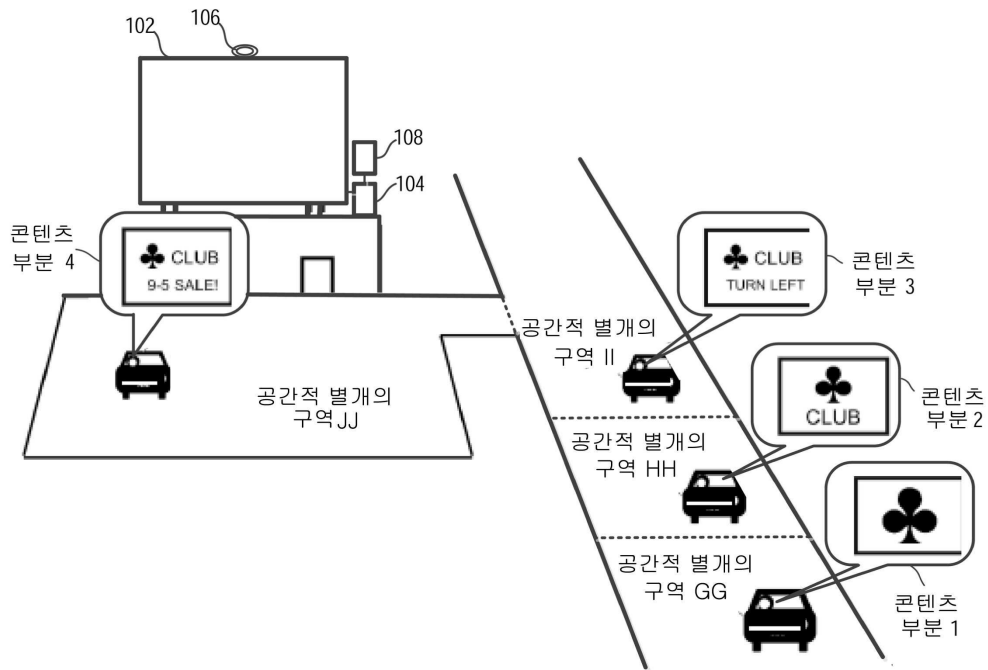 106
102
108
104
콘텐츠
부분 4
♣ CLUB
9-5 SALE!
♣ CLUB
TURN LEFT
콘텐츠
부분 3
공간적 별개의
구역 II
공간적 별개의
구역 JJ
♣
CLUB
콘텐츠
부분 2
공간적 별개의
구역 HH
♣
공간적 별개의
구역 GG
콘텐츠
부분 1